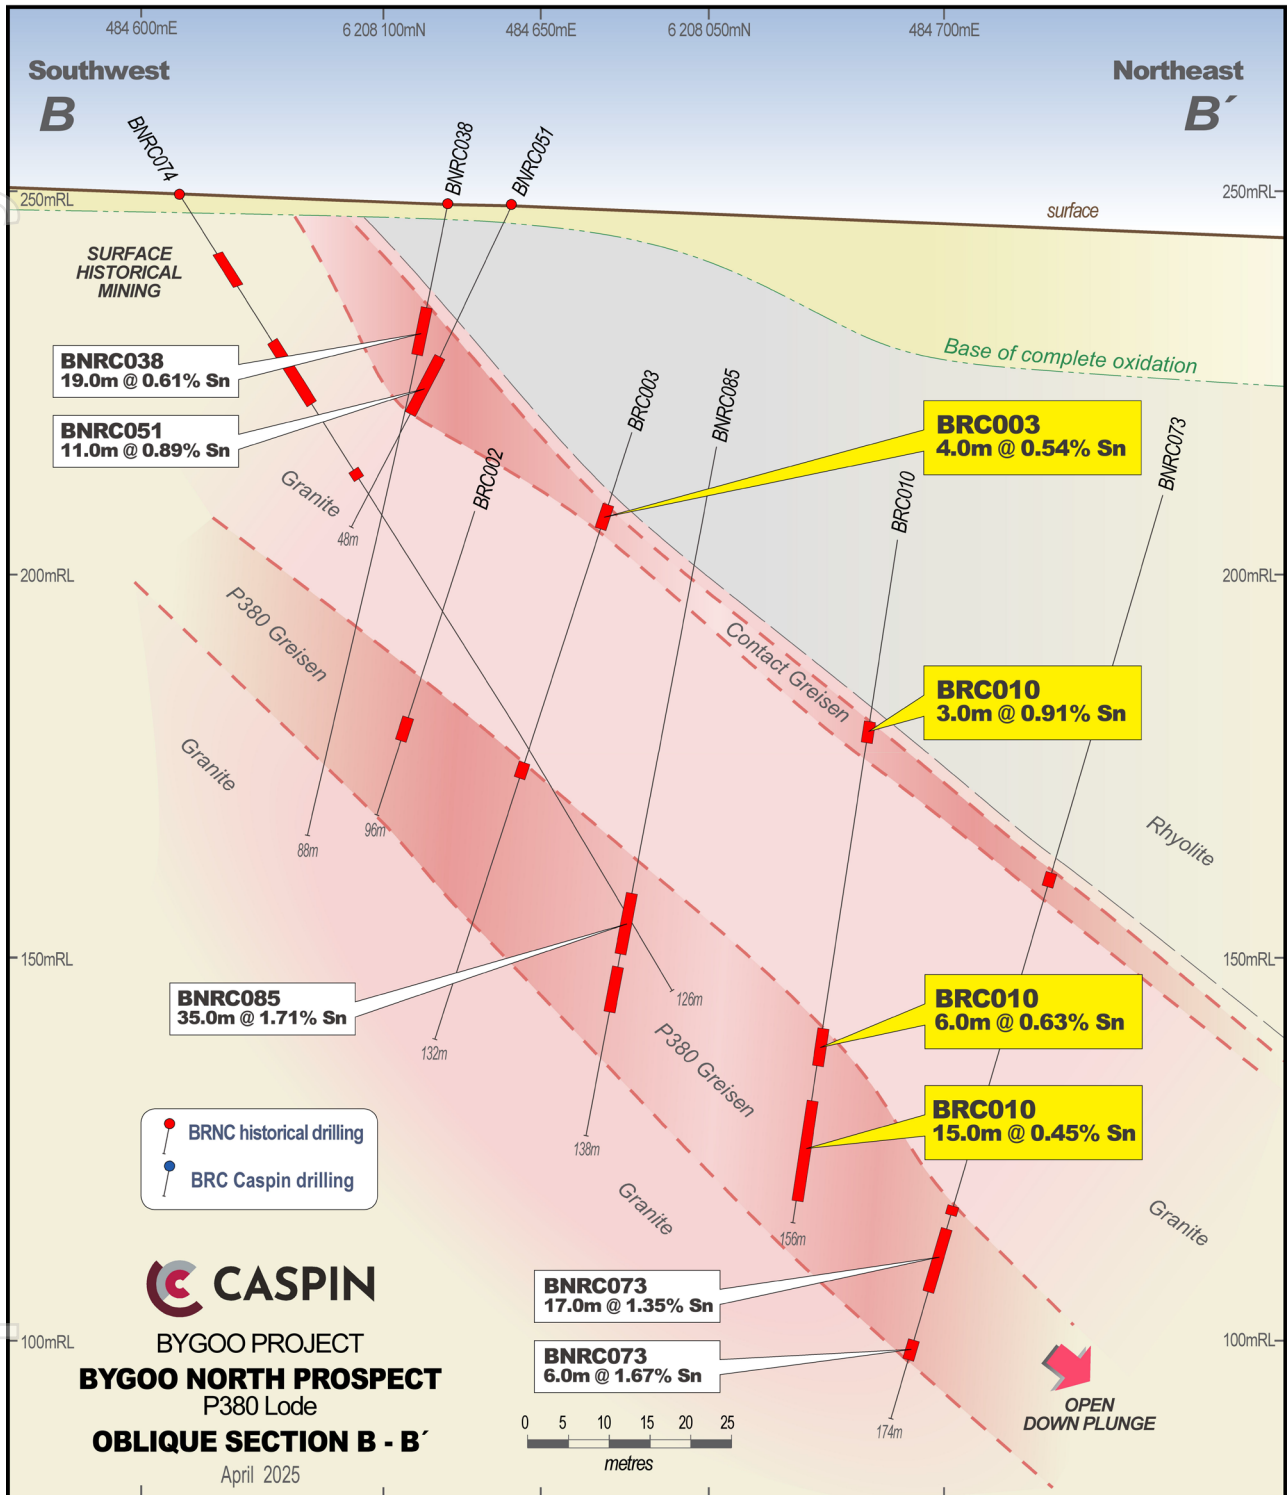 484 600mE
6 208 100mN
484 650mE
6 208 050mN
484 700mE
Southwest
Northeast
B
B´
BNRC074
BNRC038
BNRC051
250mRL
250mRL
surface
SURFACE
HISTORICAL
MINING
Base of complete oxidation
BNRC038
19.0m @ 0.61% Sn
BNRC051
11.0m @ 0.89% Sn
BRC003
BNRC085
BRC003
4.0m @ 0.54% Sn
BNRC073
BRC002
BRC010
Granite
48m
200mRL
200mRL
P380 Greisen
Contact Greisen
BRC010
3.0m @ 0.91% Sn
Granite
96m
88m
Rhyolite
150mRL
150mRL
BNRC085
35.0m @ 1.71% Sn
126m
BRC010
6.0m @ 0.63% Sn
132m
P380 Greisen
BRC010
15.0m @ 0.45% Sn
BRNC historical drilling
BRC Caspin drilling
138m
Granite
156m
Granite
CASPIN
BNRC073
17.0m @ 1.35% Sn
100mRL
100mRL
BYGOO PROJECT
BYGOO NORTH PROSPECT
P380 Lode
OBLIQUE SECTION B - B´
April 2025
BNRC073
6.0m @ 1.67% Sn
OPEN
DOWN PLUNGE
174m
0 5 10 15 20 25
metres